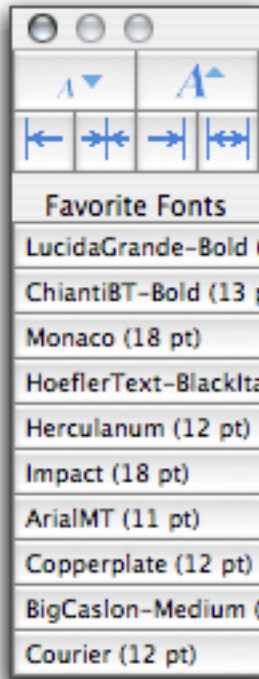 A A
Favorite Fonts
LucidaGrande-Bold (
ChiantiBT-Bold (13 p
Monaco (18 pt)
HoeflerText-BlackIta
Herculanum (12 pt)
Impact (18 pt)
ArialMT (11 pt)
Copperplate (12 pt)
BigCaslon-Medium (
Courier (12 pt)